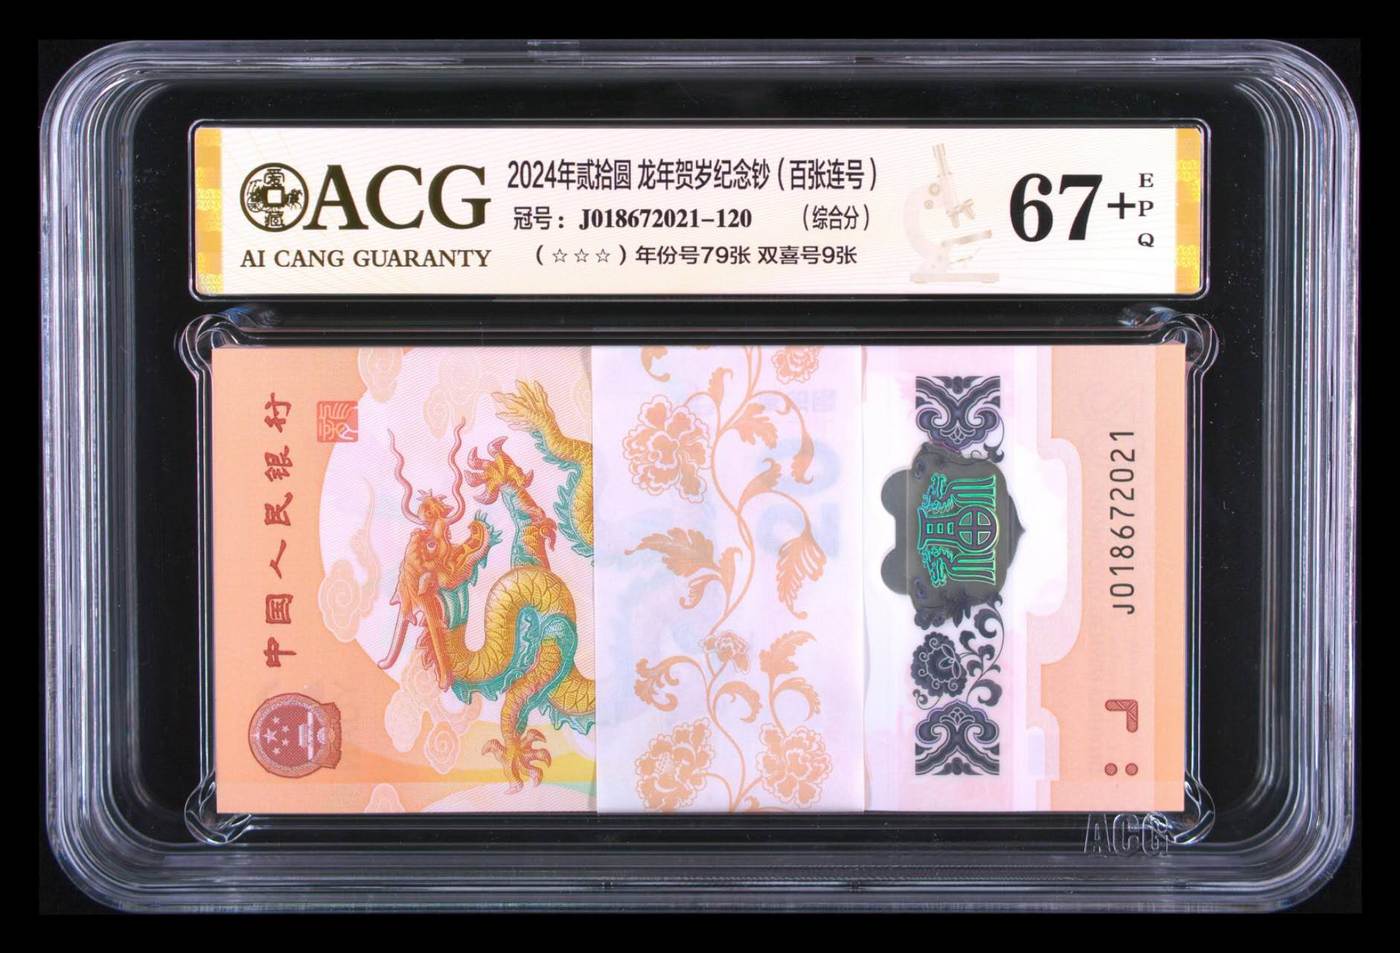 ACG
AI CANG GUARANTY
2024年贰拾圆 龙年贺岁纪念钞（百张连号）
冠号：J018672021-120 （综合分）
（☆☆☆）年份号79张 双喜号9张
67+
EPQ
中国人民银行
J018672021
ACG